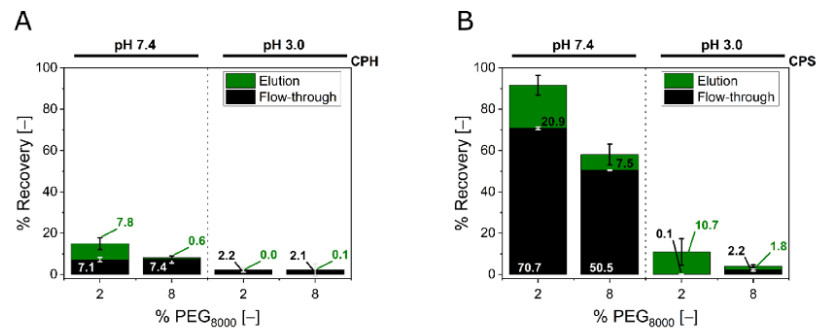 A
pH 7.4 pH 3.0
CPH
% Recovery [–]
100
80
60
40
20
0
Elution
Flow-through
7.8
7.1
0.6
7.4
2.2
0.0
2.1
0.1
2 8 2 8
% PEG8000 [–]
B
pH 7.4 pH 3.0
CPS
% Recovery [–]
100
80
60
40
20
0
Elution
Flow-through
20.9
70.7
7.5
50.5
0.1
10.7
2.2
1.8
2 8 2 8
% PEG8000 [–]